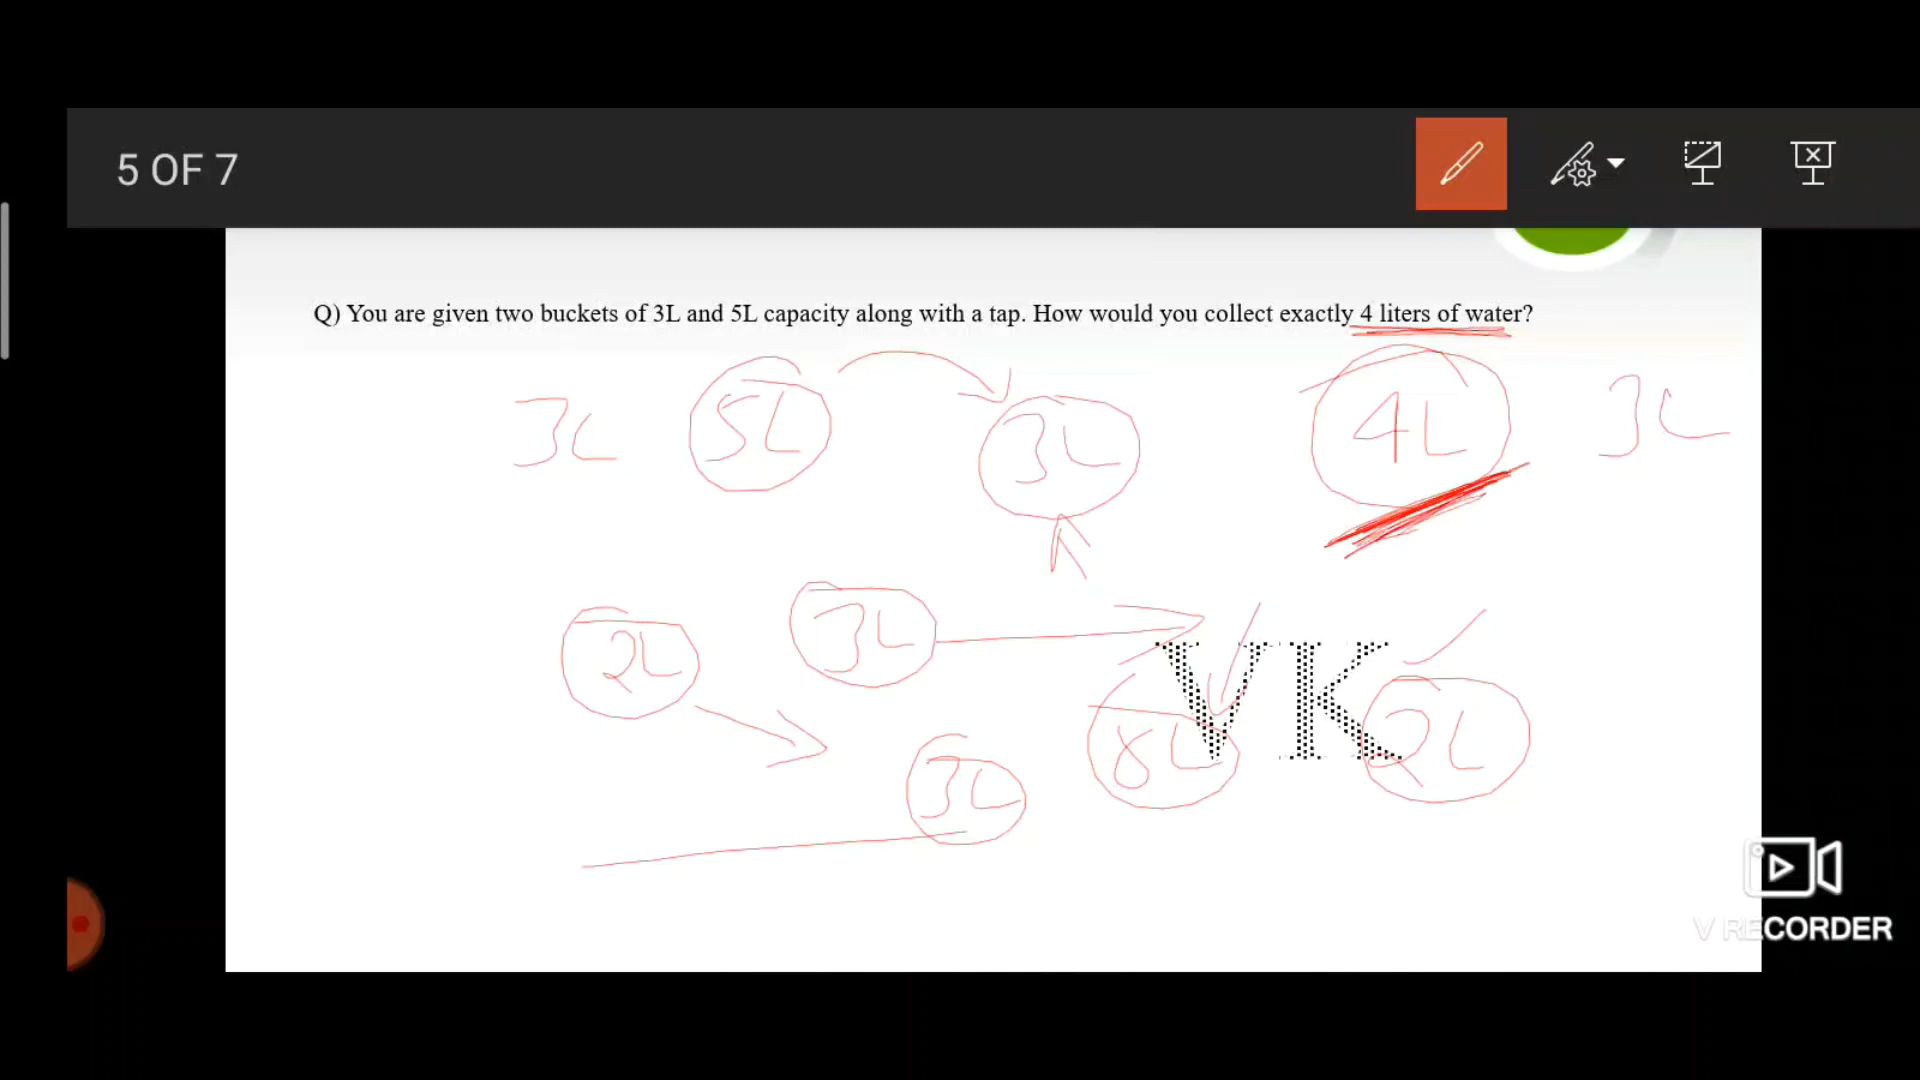 5 OF 7
Q) You are given two buckets of 3L and 5L capacity along with a tap. How would you collect exactly 4 liters of water?
3L 5L 3L 4L 3L
2L 3L
VK
3L 8L 2L
V RECORDER